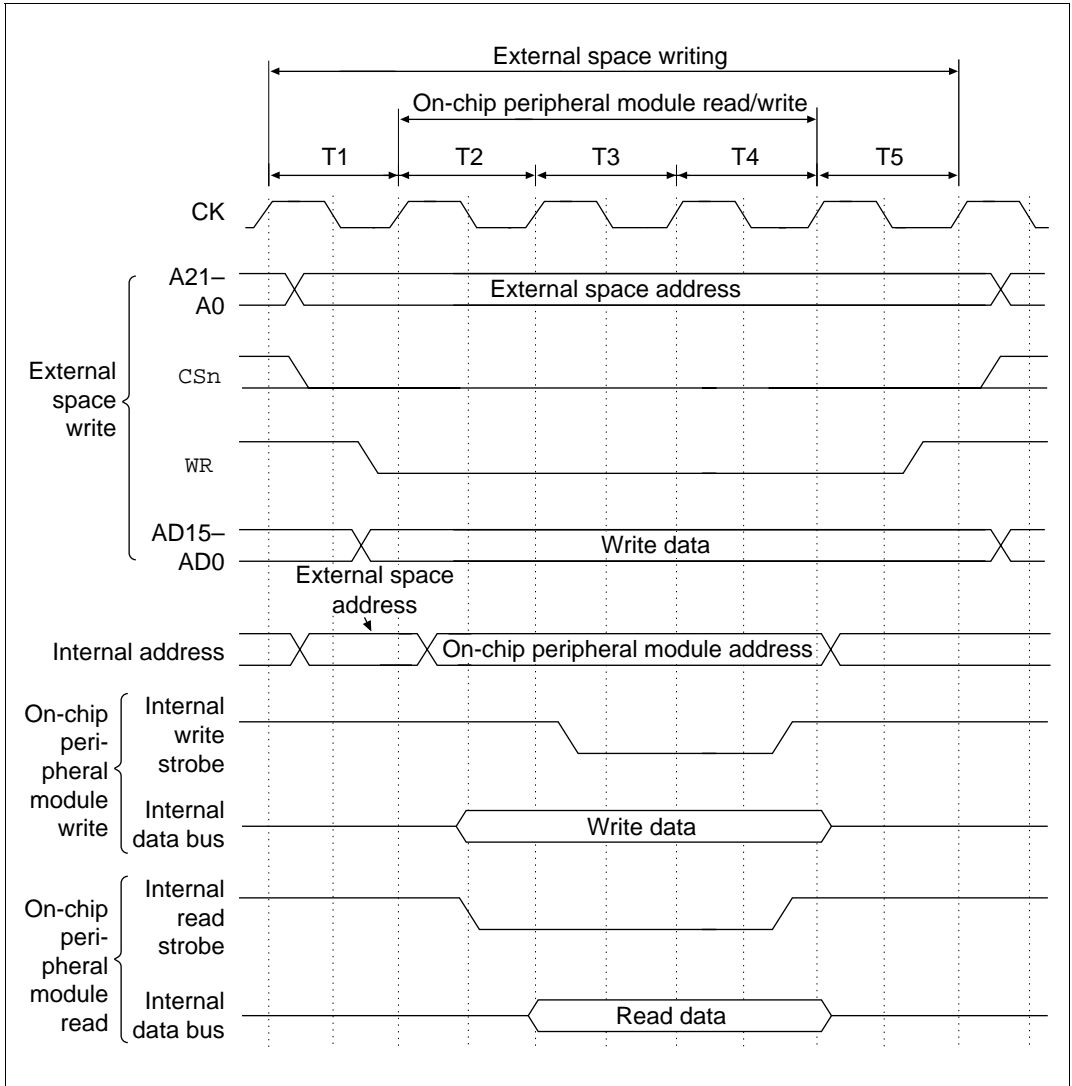 External space writing
On-chip peripheral module read/write
T1 T2 T3 T4 T5
CK
A21–
A0
External space address
CSn
External
space
write
WR
AD15–
AD0
Write data
External space
address
Internal address
On-chip peripheral module address
On-chip
peri-
pheral
module
write
Internal
write
strobe
Internal
data bus
Write data
On-chip
peri-
pheral
module
read
Internal
read
strobe
Internal
data bus
Read data